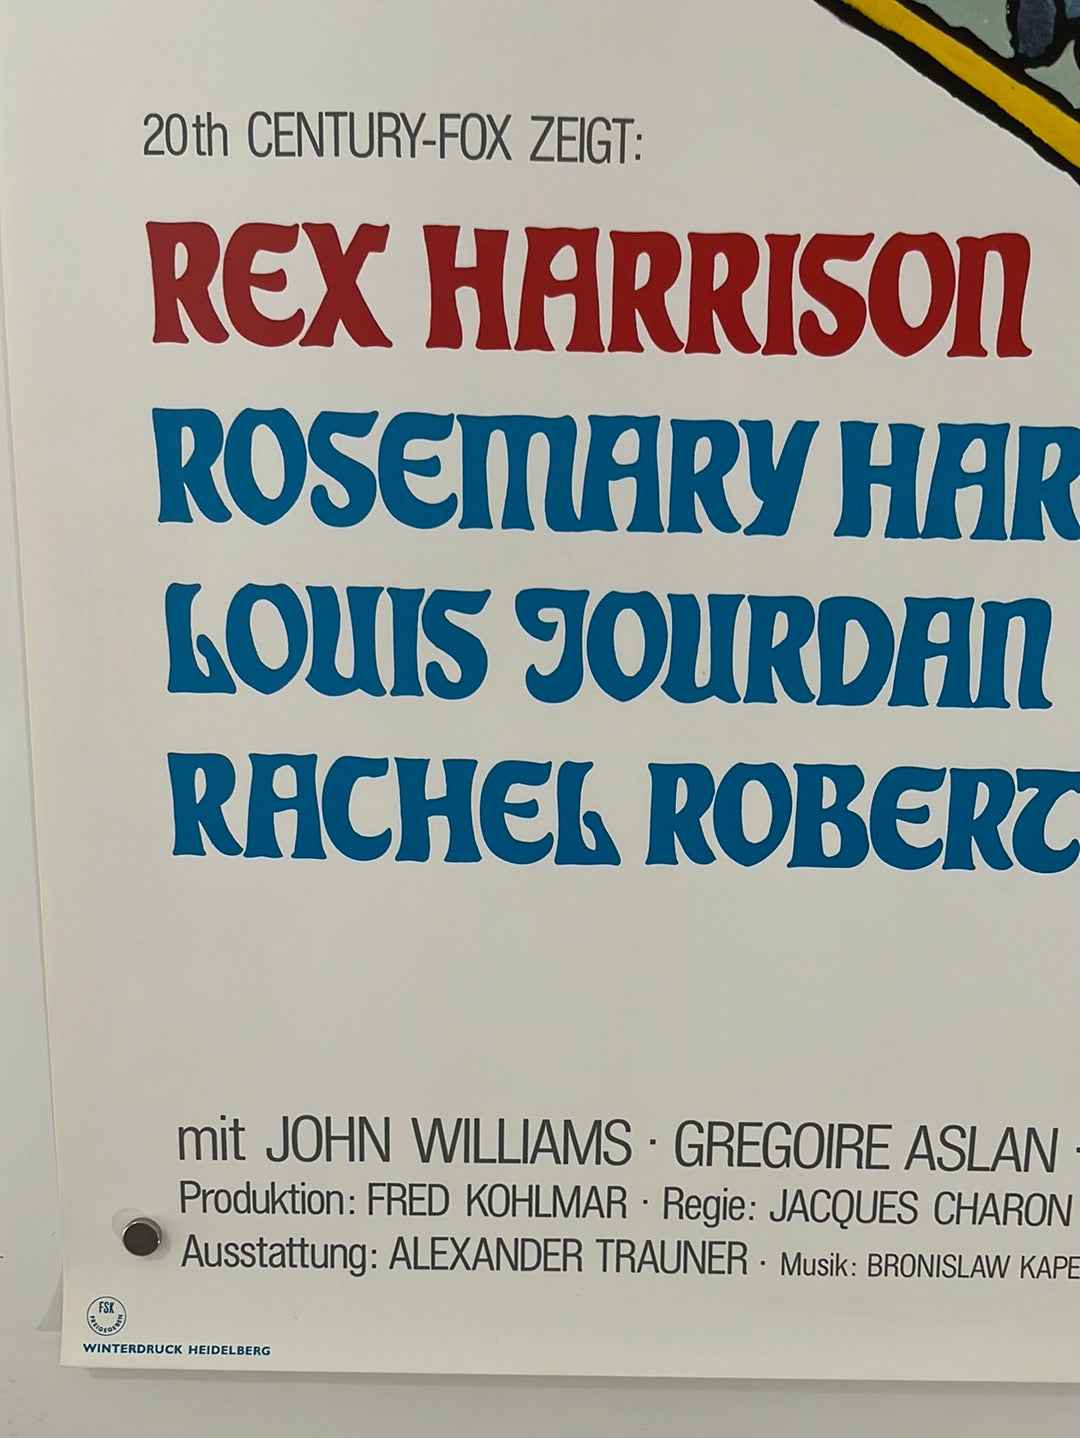 20th CENTURY-FOX ZEIGT:
REX HARRISON
ROSEMARY HAR
LOUIS JOURDAN
RACHEL ROBERT
mit JOHN WILLIAMS · GREGOIRE ASLAN ·
Produktion: FRED KOHLMAR · Regie: JACQUES CHARON
Ausstattung: ALEXANDER TRAUNER · Musik: BRONISLAW KAPE
FSK
FREIGEGEBEN
WINTERDRUCK HEIDELBERG